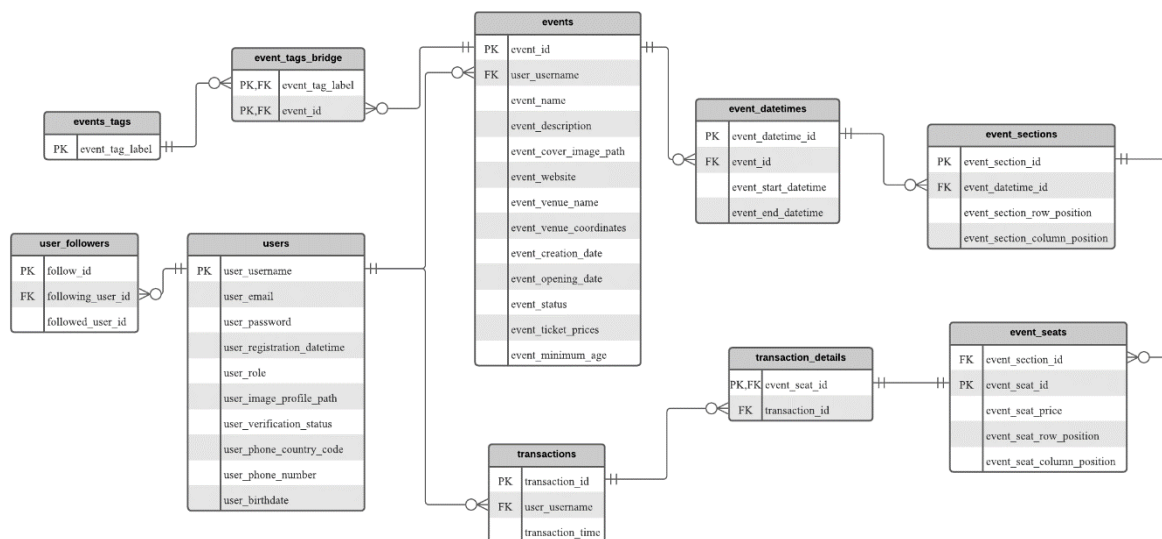 events
PK event_id
FK user_username
event_name
event_description
event_cover_image_path
event_website
event_venue_name
event_venue_coordinates
event_creation_date
event_opening_date
event_status
event_ticket_prices
event_minimum_age
event_tags_bridge
PK,FK event_tag_label
PK,FK event_id
events_tags
PK event_tag_label
event_datetimes
PK event_datetime_id
FK event_id
event_start_datetime
event_end_datetime
event_sections
PK event_section_id
FK event_datetime_id
event_section_row_position
event_section_column_position
user_followers
PK follow_id
FK following_user_id
followed_user_id
users
PK user_username
user_email
user_password
user_registration_datetime
user_role
user_image_profile_path
user_verification_status
user_phone_country_code
user_phone_number
user_birthdate
transaction_details
PK,FK event_seat_id
FK transaction_id
event_seats
FK event_section_id
PK event_seat_id
event_seat_price
event_seat_row_position
event_seat_column_position
transactions
PK transaction_id
FK user_username
transaction_time